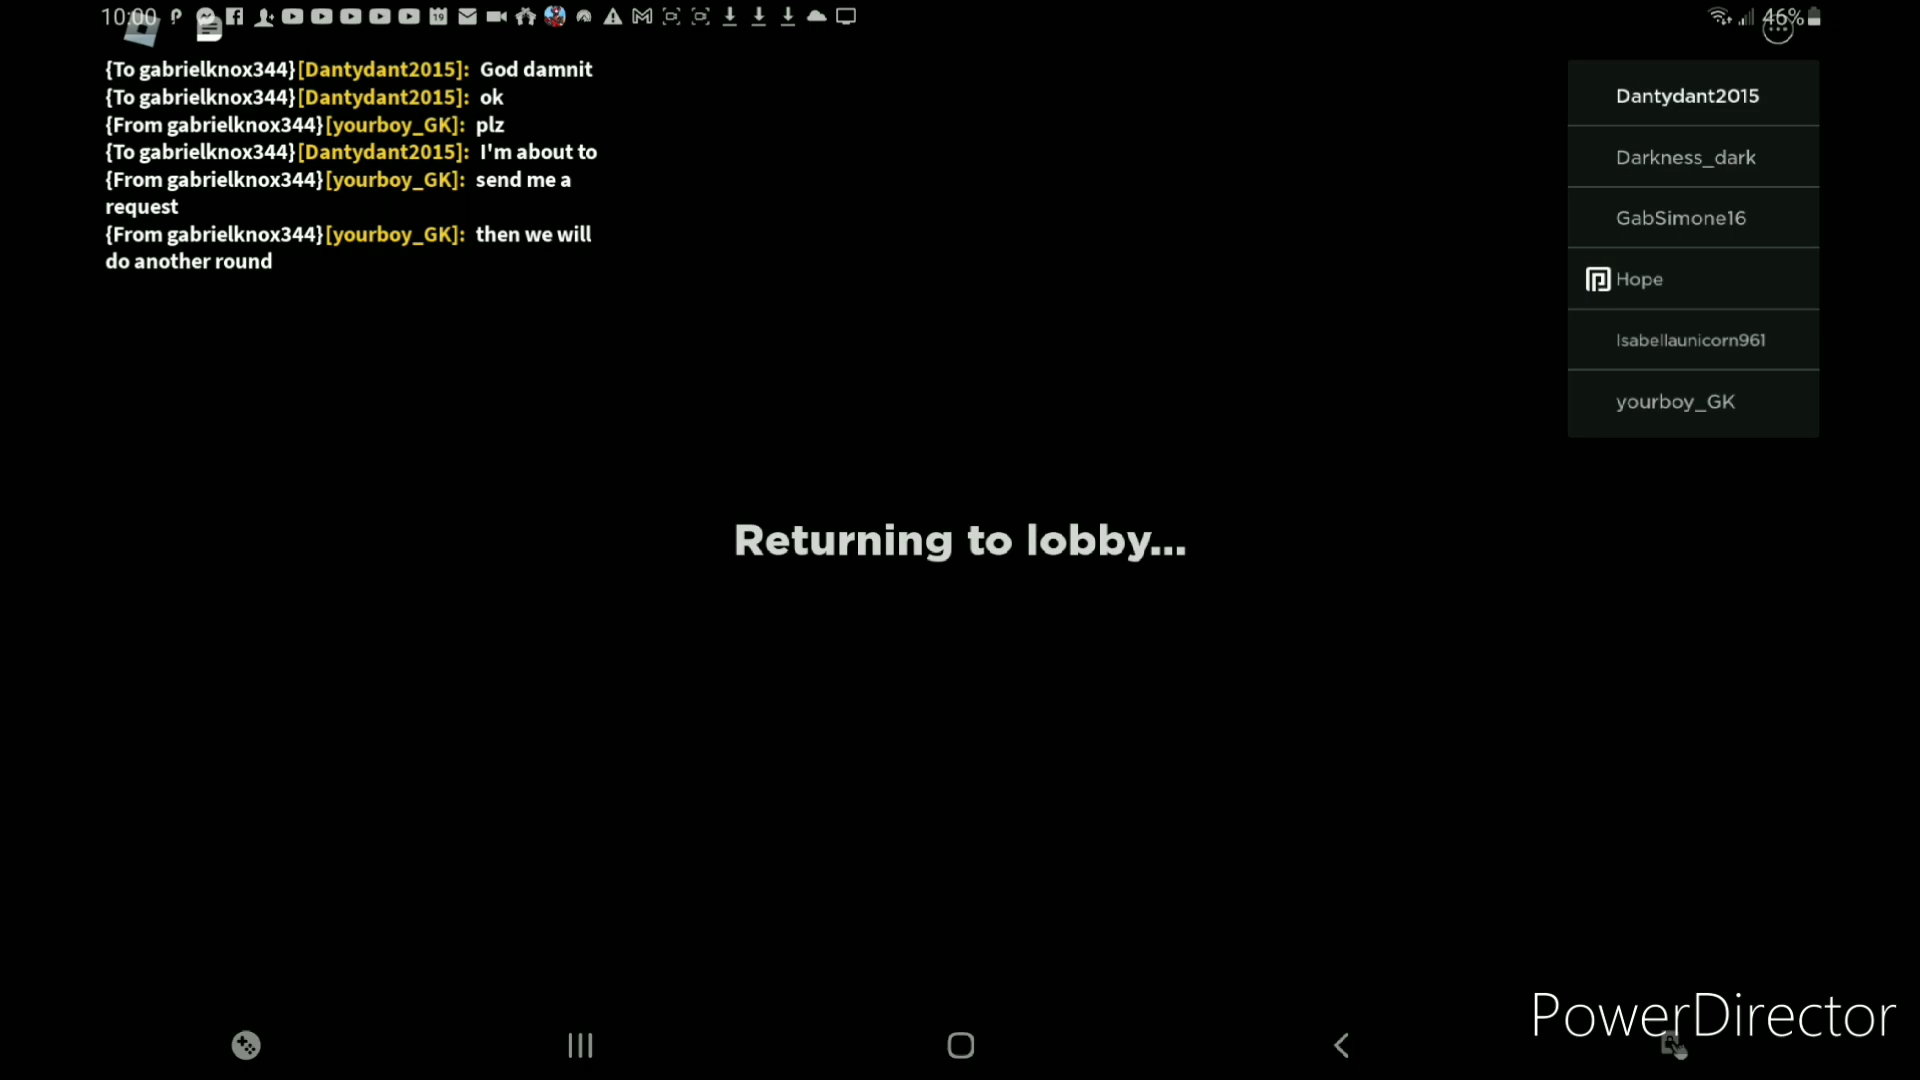 10:00
46%
{To gabrielknox344}[Dantydant2015]: God damnit
{To gabrielknox344}[Dantydant2015]: ok
{From gabrielknox344}[yourboy_GK]: plz
{To gabrielknox344}[Dantydant2015]: I'm about to
{From gabrielknox344}[yourboy_GK]: send me a
request
{From gabrielknox344}[yourboy_GK]: then we will
do another round
Dantydant2015
Darkness_dark
GabSimone16
Hope
Isabellaunicorn961
yourboy_GK
Returning to lobby...
PowerDirector